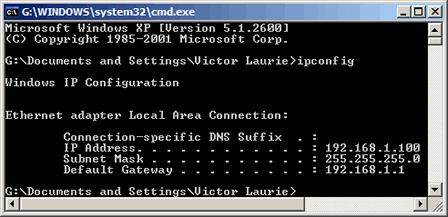 G:\WINDOWS\system32\cmd.exe
Microsoft Windows XP [Version 5.1.2600]
(C) Copyright 1985-2001 Microsoft Corp.
G:\Documents and Settings\Victor Laurie>ipconfig
Windows IP Configuration
Ethernet adapter Local Area Connection:
Connection-specific DNS Suffix  . :
IP Address. . . . . . . . . . . . : 192.168.1.100
Subnet Mask . . . . . . . . . . . : 255.255.255.0
Default Gateway . . . . . . . . . : 192.168.1.1
G:\Documents and Settings\Victor Laurie>